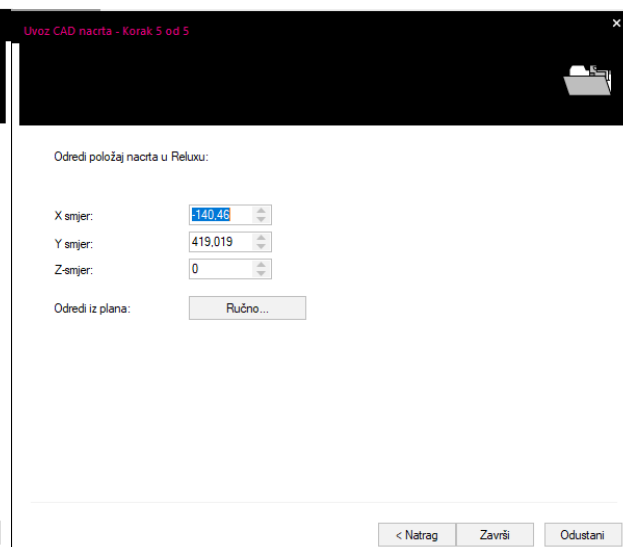 Uvoz CAD nacrta - Korak 5 od 5
Odredi položaj nacrta u Reluxu:
X smjer: -140,46
Y smjer: 419,019
Z-smjer: 0
Odredi iz plana: Ručno...
< Natrag Završi Odustani